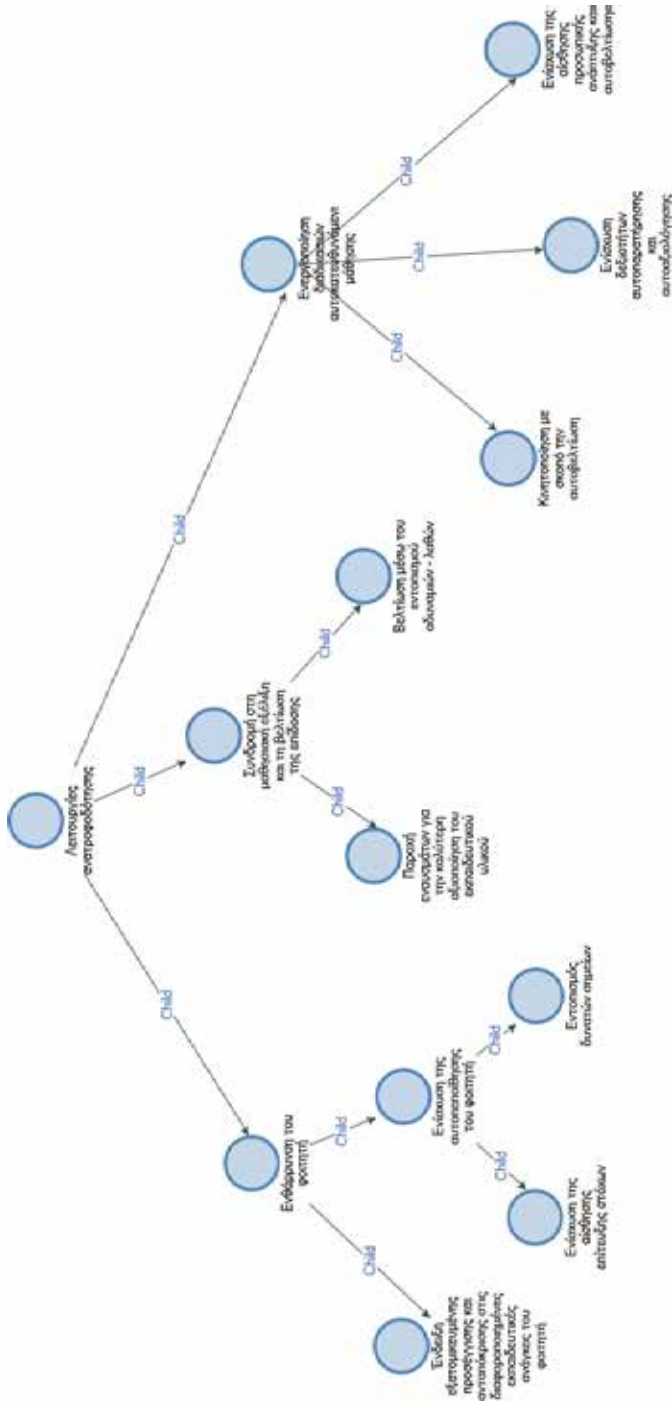 Λειτουργίες
ανατροφοδότησης
Child
Child
Child
Ενθάρρυνση του
φοιτητή
Συνδρομή στη
μαθησιακή εξέλιξη
και τη βελτίωση
της επίδοσης
Ενεργοποίηση
διαδικασιών
αυτοκατευθυνόμενη
μάθησης
Child
Child
Child
Child
Child
Child
Child
Ένδειξη
εξατομικευμένης
προσέγγισης και
ανταπόκρισης στις
διαφοροποιημένες
εκπαιδευτικές
ανάγκες του
φοιτητή
Ενίσχυση της
αυτοπεποίθησης
του φοιτητή
Παροχή
εναυσμάτων για
την καλύτερη
αξιοποίηση του
εκπαιδευτικού
υλικού
Βελτίωση μέσω του
εντοπισμού
αδυναμιών - λαθών
Κινητοποίηση με
σκοπό την
αυτοβελτίωση
Ενίσχυση
δεξιοτήτων
αυτοπαρατήρησης
και
αυτοαξιολόγησης
Ενίσχυση της
αίσθησης
προσωπικής
ανάπτυξης και
αυτοβελτίωσης
Child
Child
Ενίσχυση της
αίσθησης
επίτευξης στόχων
Εντοπισμός
δυνατών σημείων